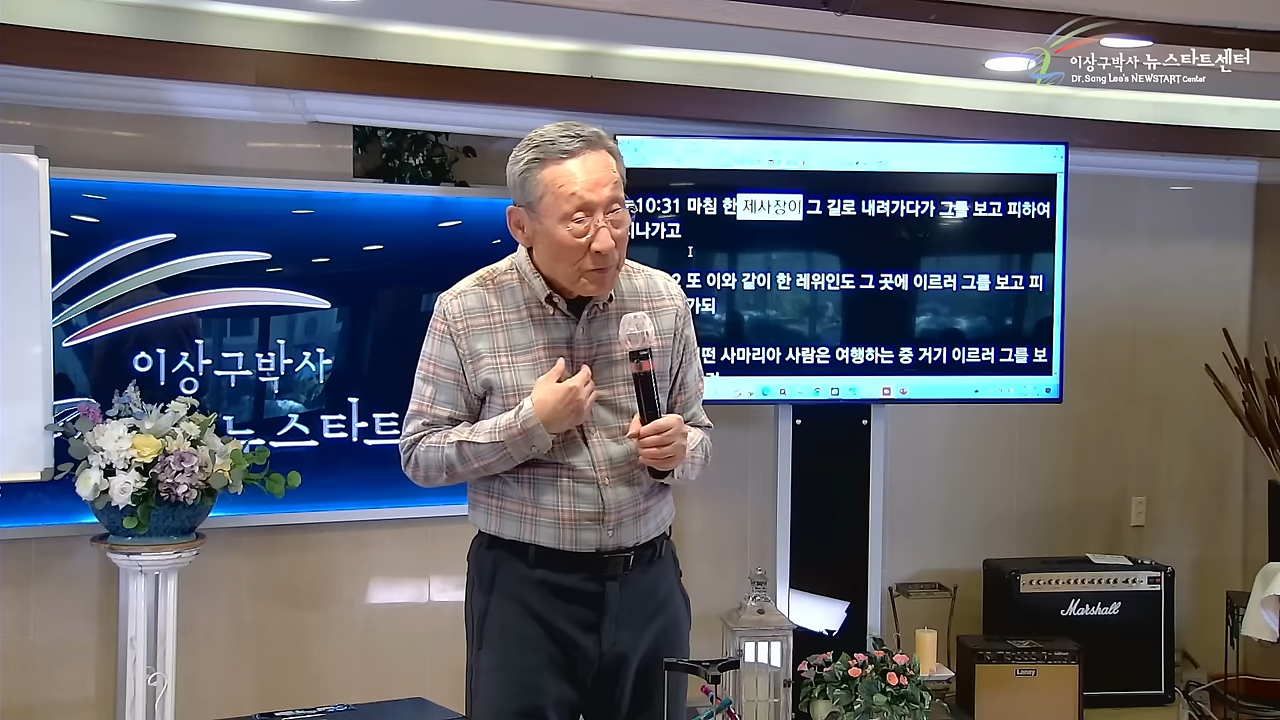 이상구박사 뉴스타트센터
Dr. Sang Lee's NEWSTART Center
10:31 마침 한 제사장이 그 길로 내려가다가 그를 보고 피하여
지나가고
2 또 이와 같이 한 레위인도 그 곳에 이르러 그를 보고 피
가되
떤 사마리아 사람은 여행하는 중 거기 이르러 그를 보
이상구박사
뉴스타트
Marshall
Laney